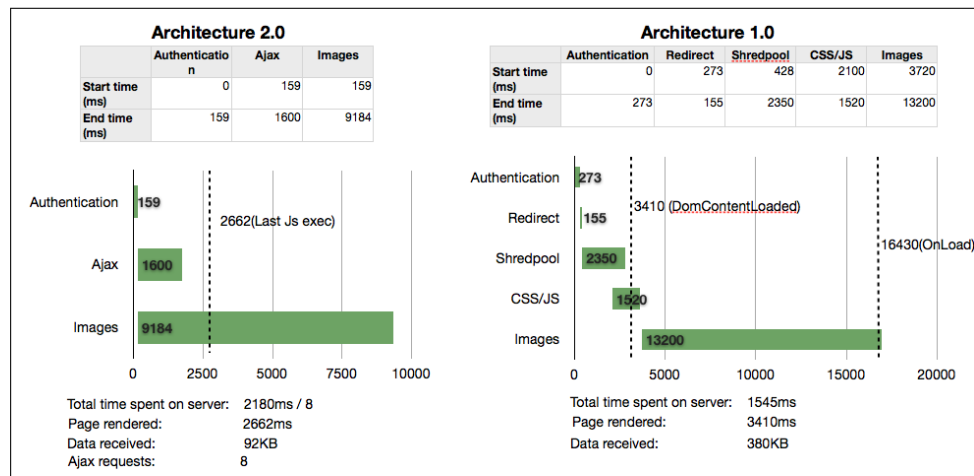 Architecture 2.0
Authenticatio
n
Ajax
Images
Start time
(ms)
0
159
159
End time
(ms)
159
1600
9184
Authentication
159
2662(Last Js exec)
Ajax
1600
Images
9184
0
2500
5000
7500
10000
Total time spent on server: 2180ms / 8
Page rendered: 2662ms
Data received: 92KB
Ajax requests: 8
Architecture 1.0
Authentication
Redirect
Shredpool
CSS/JS
Images
Start time
(ms)
0
273
428
2100
3720
End time
(ms)
273
155
2350
1520
13200
Authentication
273
3410 (DomContentLoaded)
Redirect
155
16430(OnLoad)
Shredpool
2350
CSS/JS
1520
Images
13200
0
5000
10000
15000
20000
Total time spent on server: 1545ms
Page rendered: 3410ms
Data received: 380KB